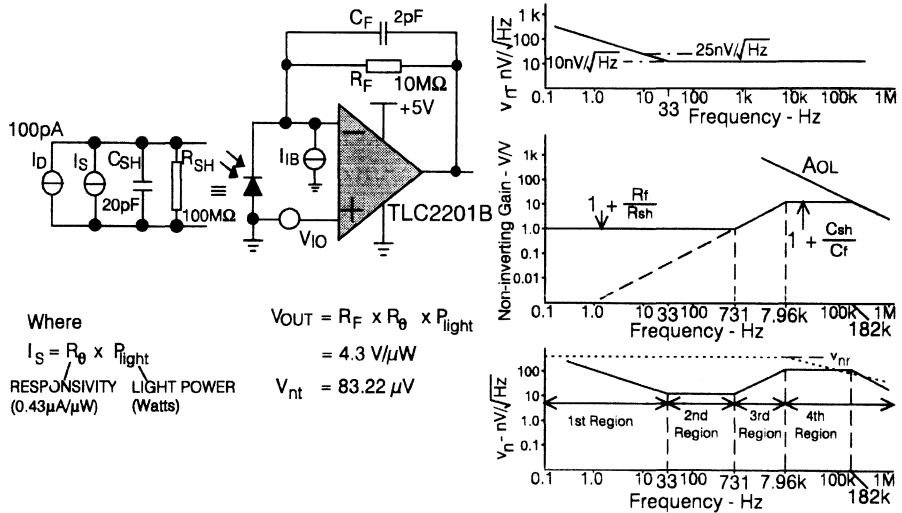 C_F 2pF
R_F 10MΩ
+5V
100pA
I_D I_S C_SH R_SH
20pF
100MΩ
≡
I_IB
−
+
TLC2201B
V_IO
Where
I_S = R_θ x P_light
RESPONSIVITY LIGHT POWER
(0.43μA/μW) (Watts)
V_OUT = R_F x R_θ x P_light
= 4.3 V/μW
V_nt = 83.22 μV
1 k
100
10
25nV/√Hz
10nV/√Hz
0.1 1.0 10 33 100 1k 10k 100k 1M
Frequency - Hz
1k
100
10
1.0
0.1
0.01
Non-inverting Gain - V/V
A_OL
1 + Rf/Rsh
1 + Csh/Cf
0.1 1.0 10 33 100 731 7.96k 100k 1M
182k
Frequency - Hz
v_n - nV/√Hz
100
10
1.0
0.1
v_nr
1st Region
2nd Region
3rd Region
4th Region
0.1 1.0 10 33 100 731 7.96k 100k 1M
182k
Frequency - Hz